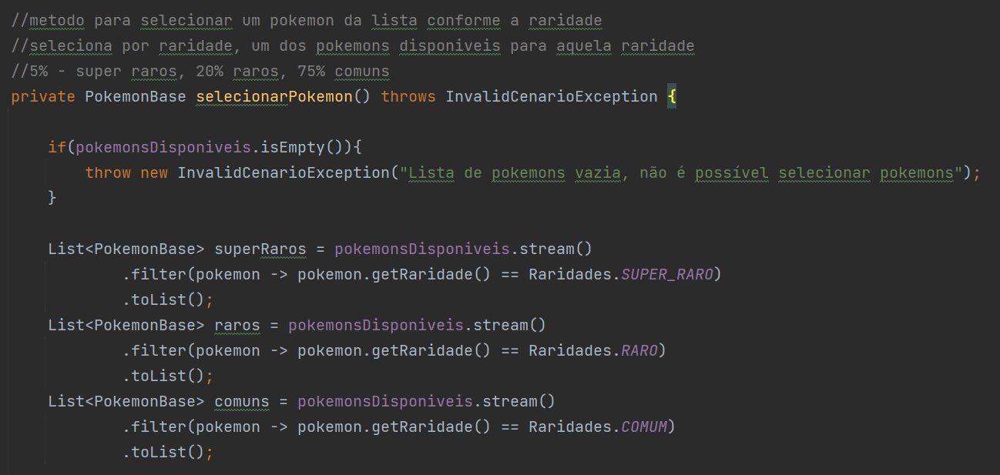 //metodo para selecionar um pokemon da lista conforme a raridade
//seleciona por raridade, um dos pokemons disponiveis para aquela raridade
//5% - super raros, 20% raros, 75% comuns
private PokemonBase selecionarPokemon() throws InvalidCenarioException {
if(pokemonsDisponiveis.isEmpty()){
throw new InvalidCenarioException("Lista de pokemons vazia, não é possível selecionar pokemons");
}
List<PokemonBase> superRaros = pokemonsDisponiveis.stream()
.filter(pokemon -> pokemon.getRaridade() == Raridades.SUPER_RARO)
.toList();
List<PokemonBase> raros = pokemonsDisponiveis.stream()
.filter(pokemon -> pokemon.getRaridade() == Raridades.RARO)
.toList();
List<PokemonBase> comuns = pokemonsDisponiveis.stream()
.filter(pokemon -> pokemon.getRaridade() == Raridades.COMUM)
.toList();